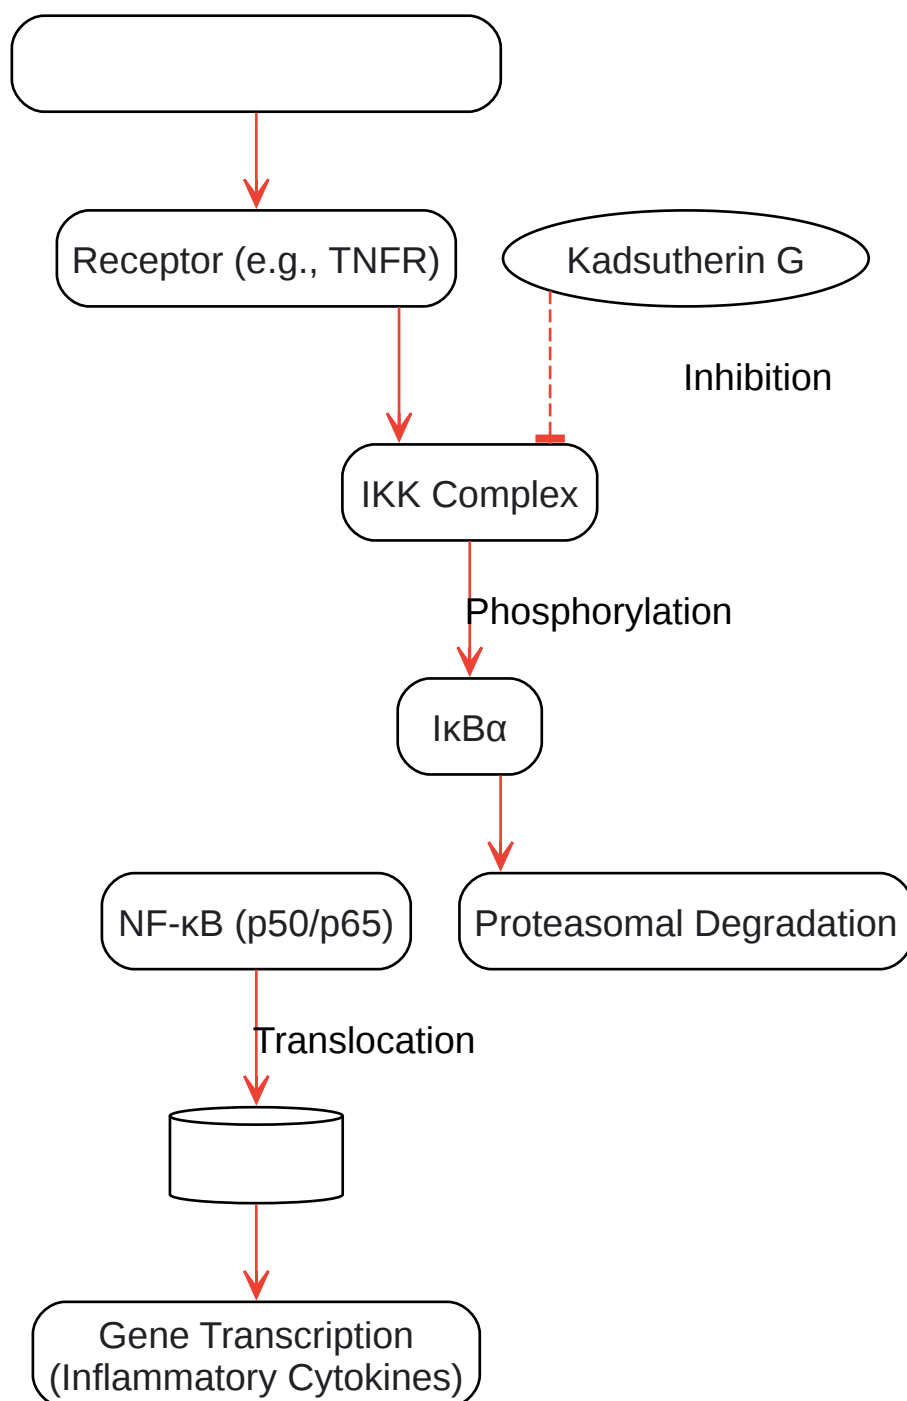 Receptor (e.g., TNFR)
Kadsutherin G
Inhibition
IKK Complex
Phosphorylation
IκBα
NF-κB (p50/p65)
Proteasomal Degradation
Translocation
Gene Transcription
(Inflammatory Cytokines)